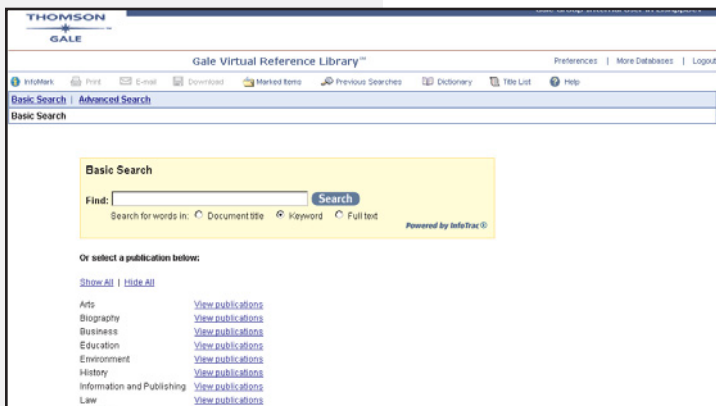 THOMSON
GALE
Gale Virtual Reference Library™
Preferences | More Databases | Logout
InfoMark Print E-mail Download Marked Items Previous Searches Dictionary Title List Help
Basic Search | Advanced Search
Basic Search
Basic Search
Find: Search
Search for words in: Document title Keyword Full text
Powered by InfoTrac®
Or select a publication below:
Show All | Hide All
Arts View publications
Biography View publications
Business View publications
Education View publications
Environment View publications
History View publications
Information and Publishing View publications
Law View publications